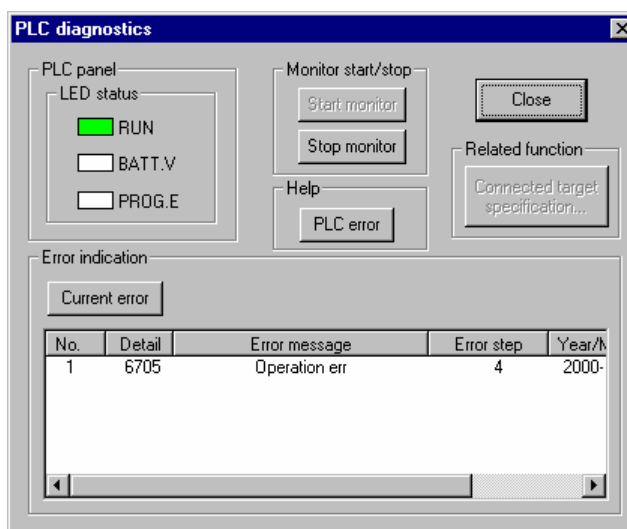 PLC diagnostics
PLC panel
LED status
RUN
BATT.V
PROG.E
Monitor start/stop
Start monitor
Stop monitor
Help
PLC error
Close
Related function
Connected target
specification...
Error indication
Current error
No. Detail Error message Error step Year/M
1 6705 Operation err 4 2000-